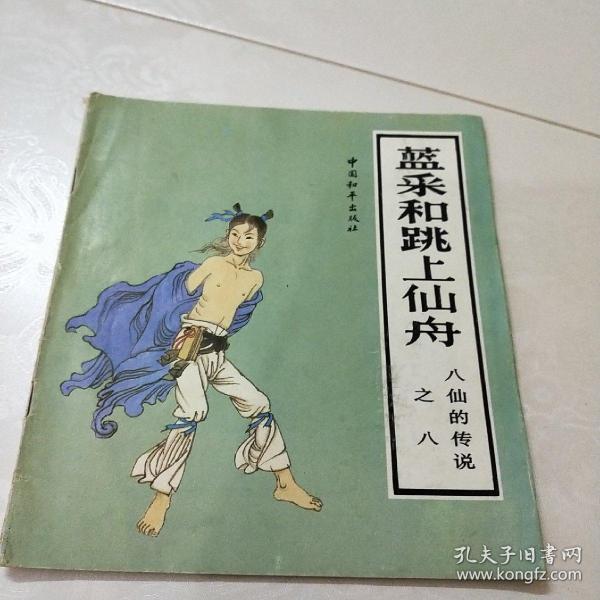 蓝采和跳上仙舟
八仙的传说
之八
中国和平出版社
孔夫子旧书网
www.kongfz.com